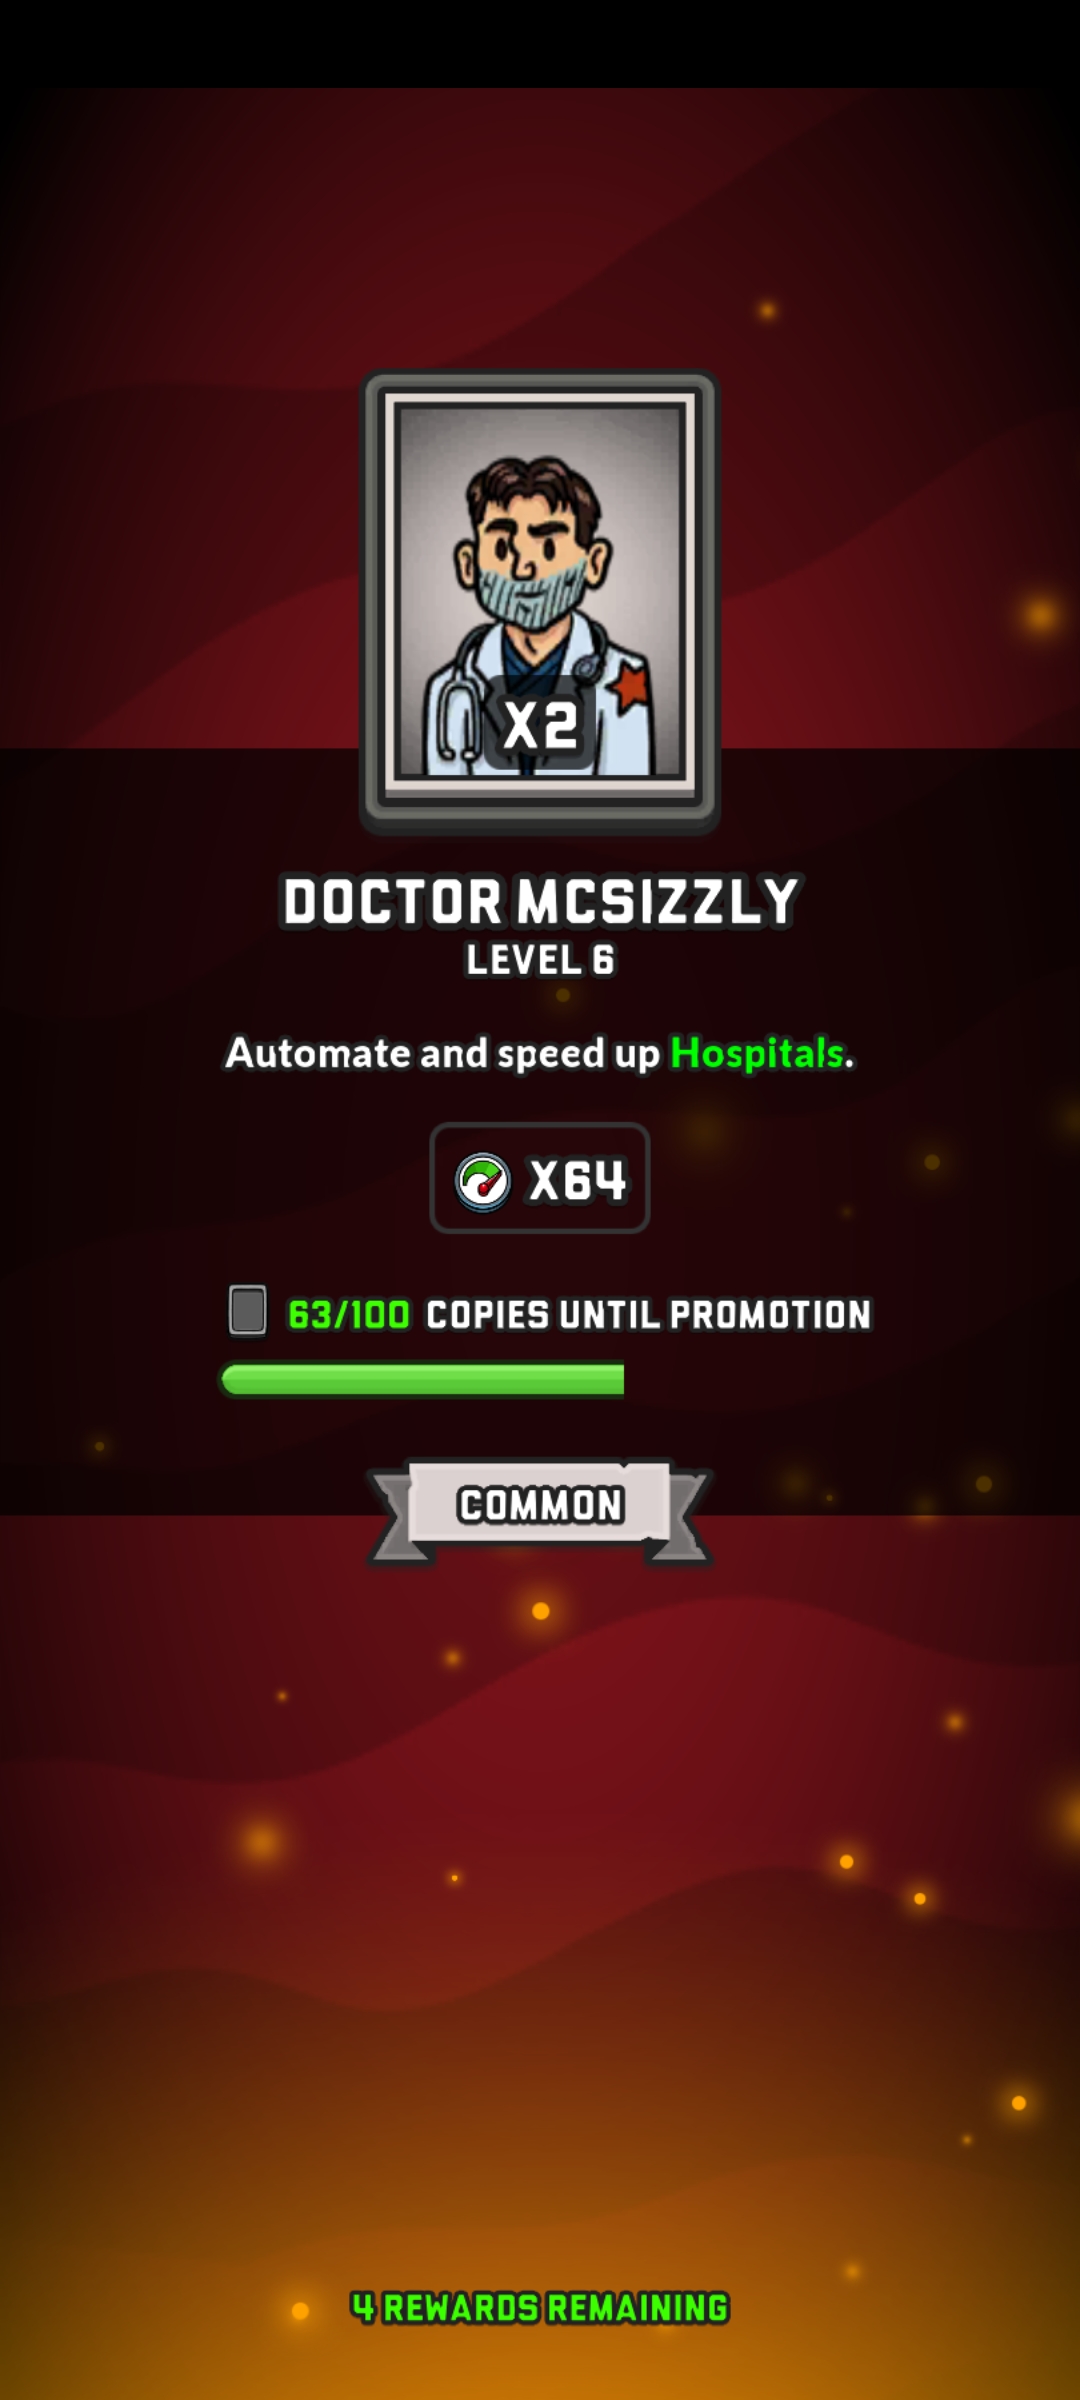 X2
DOCTOR MCSIZZLY
LEVEL 6
Automate and speed up Hospitals.
X64
63/100 COPIES UNTIL PROMOTION
COMMON
4 REWARDS REMAINING